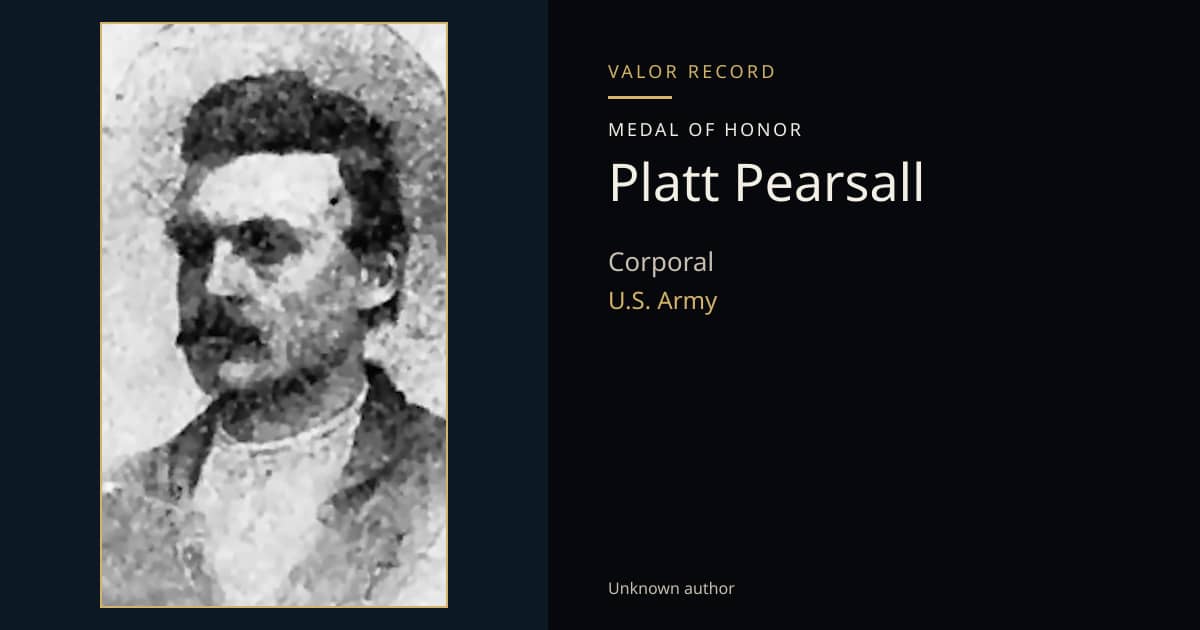 VALOR RECORD
MEDAL OF HONOR
Platt Pearsall
Corporal
U.S. Army
Unknown author